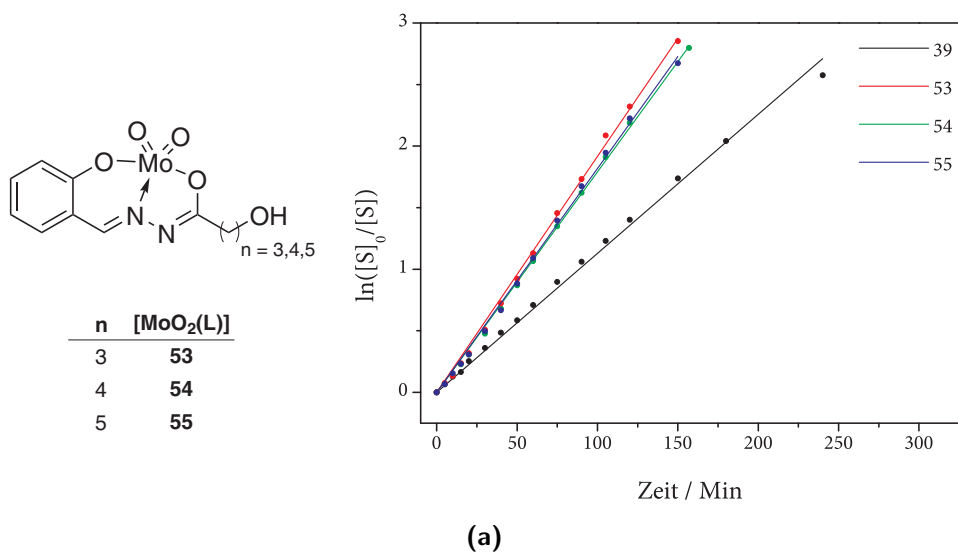 O O
O Mo
O
N N
OH
n = 3,4,5
n [MoO₂(L)]
3 53
4 54
5 55
ln([S]₀/[S])
3
2
1
0
0 50 100 150 200 250 300
Zeit / Min
39
53
54
55
(a)